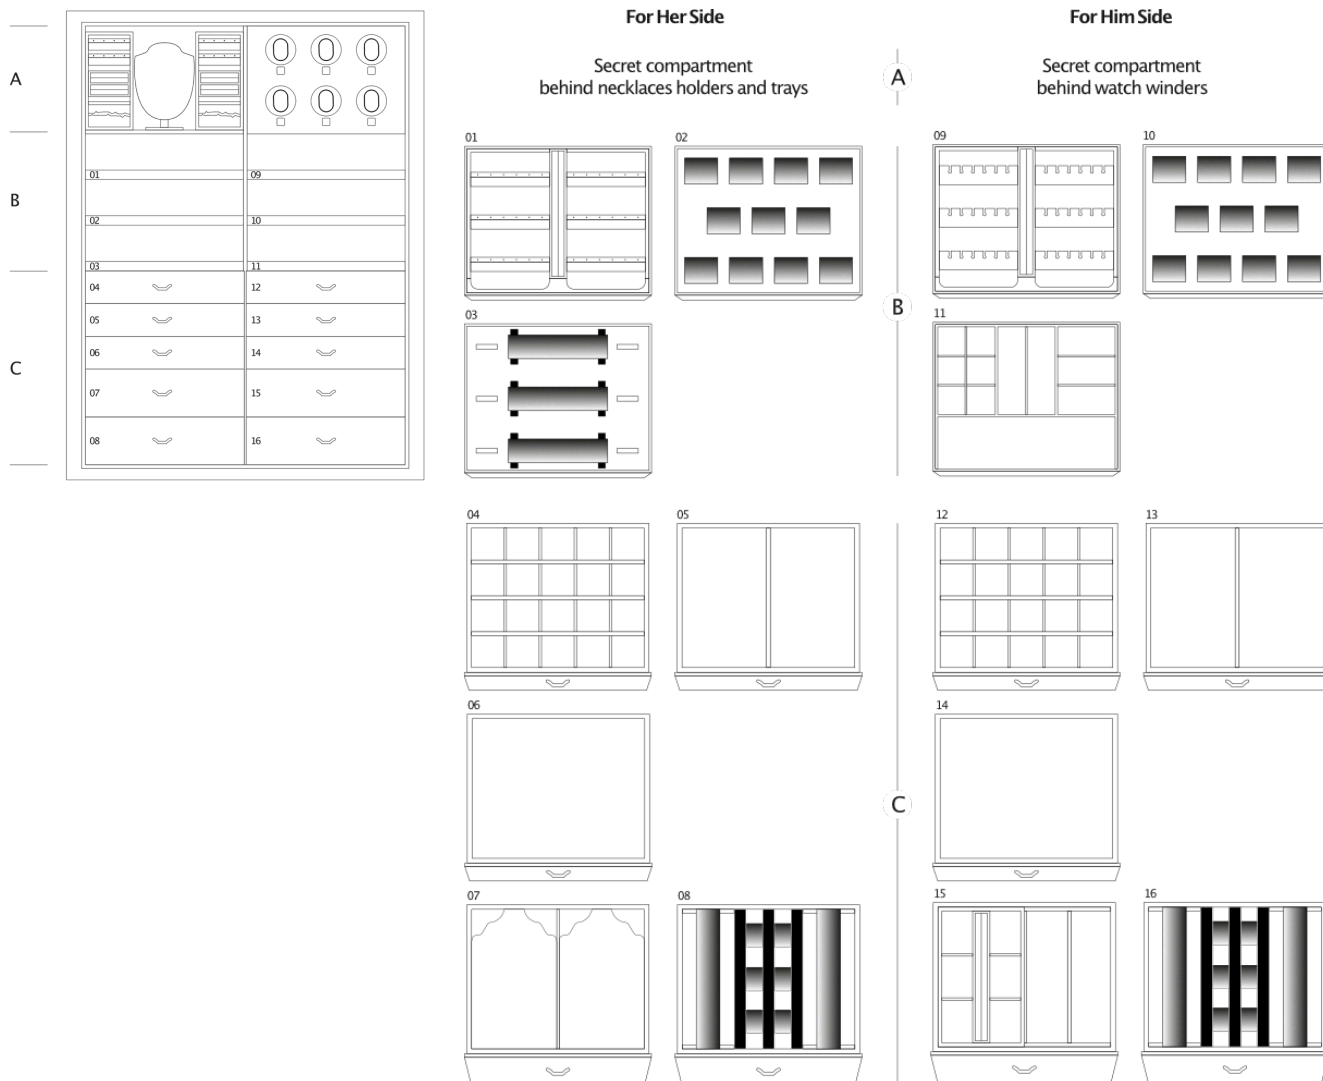 For Her Side
For Him Side
Secret compartment
behind necklaces holders and trays
A
Secret compartment
behind watch winders
A
B
C
01
09
02
10
03
11
04
12
05
13
06
14
07
15
08
16
01
02
09
10
03
B
11
04
05
12
13
06
14
C
07
08
15
16